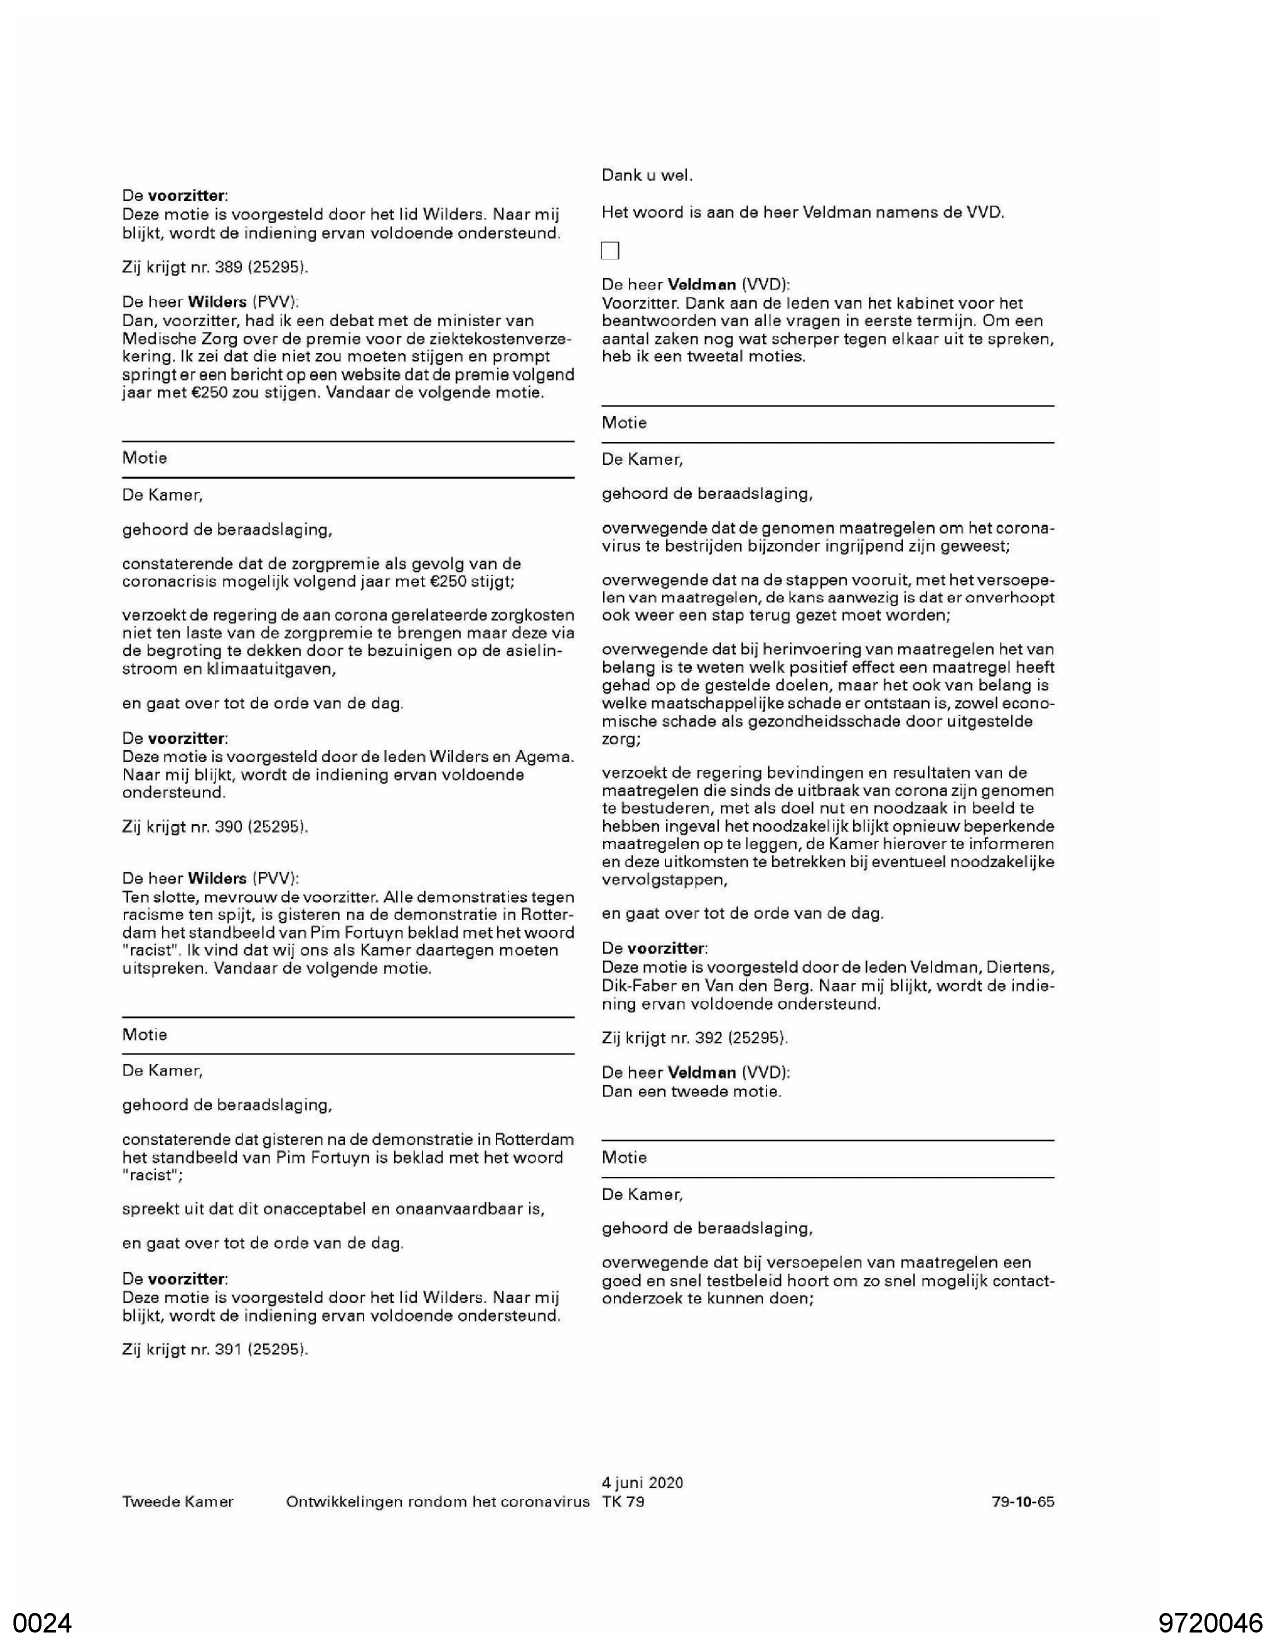 De voorzitter:
Deze motie is voorgesteld door het lid Wilders. Naar mij
blijkt, wordt de indiening ervan voldoende ondersteund.
Zij krijgt nr. 389 (25295).
De heer Wilders (PVV):
Dan, voorzitter, had ik een debat met de minister van
Medische Zorg over de premie voor de ziektekostenverze-
kering. Ik zei dat die niet zou moeten stijgen en prompt
springt er een bericht op een website dat de premie volgend
jaar met €250 zou stijgen. Vandaar de volgende motie.
Motie
De Kamer,
gehoord de beraadslaging,
constaterende dat de zorgpremie als gevolg van de
coronacrisis mogelijk volgend jaar met €250 stijgt;
verzoekt de regering de aan corona gerelateerde zorgkosten
niet ten laste van de zorgpremie te brengen maar deze via
de begroting te dekken door te bezuinigen op de asielin-
stroom en klimaatuitgaven,
en gaat over tot de orde van de dag.
De voorzitter:
Deze motie is voorgesteld door de leden Wilders en Agema.
Naar mij blijkt, wordt de indiening ervan voldoende
ondersteund.
Zij krijgt nr. 390 (25295).
De heer Wilders (PVV):
Ten slotte, mevrouw de voorzitter. Alle demonstraties tegen
racisme ten spijt, is gisteren na de demonstratie in Rotter-
dam het standbeeld van Pim Fortuyn beklad met het woord
"racist". Ik vind dat wij ons als Kamer daartegen moeten
uitspreken. Vandaar de volgende motie.
Motie
De Kamer,
gehoord de beraadslaging,
constaterende dat gisteren na de demonstratie in Rotterdam
het standbeeld van Pim Fortuyn is beklad met het woord
"racist";
spreekt uit dat dit onacceptabel en onaanvaardbaar is,
en gaat over tot de orde van de dag.
De voorzitter:
Deze motie is voorgesteld door het lid Wilders. Naar mij
blijkt, wordt de indiening ervan voldoende ondersteund.
Zij krijgt nr. 391 (25295).
Dank u wel.
Het woord is aan de heer Veldman namens de VVD.
De heer Veldman (VVD):
Voorzitter. Dank aan de leden van het kabinet voor het
beantwoorden van alle vragen in eerste termijn. Om een
aantal zaken nog wat scherper tegen elkaar uit te spreken,
heb ik een tweetal moties.
Motie
De Kamer,
gehoord de beraadslaging,
overwegende dat de genomen maatregelen om het corona-
virus te bestrijden bijzonder ingrijpend zijn geweest;
overwegende dat na de stappen vooruit, met het versoepe-
len van maatregelen, de kans aanwezig is dat er onverhoopt
ook weer een stap terug gezet moet worden;
overwegende dat bij herinvoering van maatregelen het van
belang is te weten welk positief effect een maatregel heeft
gehad op de gestelde doelen, maar het ook van belang is
welke maatschappelijke schade er ontstaan is, zowel econo-
mische schade als gezondheidsschade door uitgestelde
zorg;
verzoekt de regering bevindingen en resultaten van de
maatregelen die sinds de uitbraak van corona zijn genomen
te bestuderen, met als doel nut en noodzaak in beeld te
hebben ingeval het noodzakelijk blijkt opnieuw beperkende
maatregelen op te leggen, de Kamer hierover te informeren
en deze uitkomsten te betrekken bij eventueel noodzakelijke
vervolgstappen,
en gaat over tot de orde van de dag.
De voorzitter:
Deze motie is voorgesteld door de leden Veldman, Diertens,
Dik-Faber en Van den Berg. Naar mij blijkt, wordt de indie-
ning ervan voldoende ondersteund.
Zij krijgt nr. 392 (25295).
De heer Veldman (VVD):
Dan een tweede motie.
Motie
De Kamer,
gehoord de beraadslaging,
overwegende dat bij versoepelen van maatregelen een
goed en snel testbeleid hoort om zo snel mogelijk contact-
onderzoek te kunnen doen;
4 juni 2020
Tweede Kamer Ontwikkelingen rondom het coronavirus TK 79 79-10-65
0024 9720046